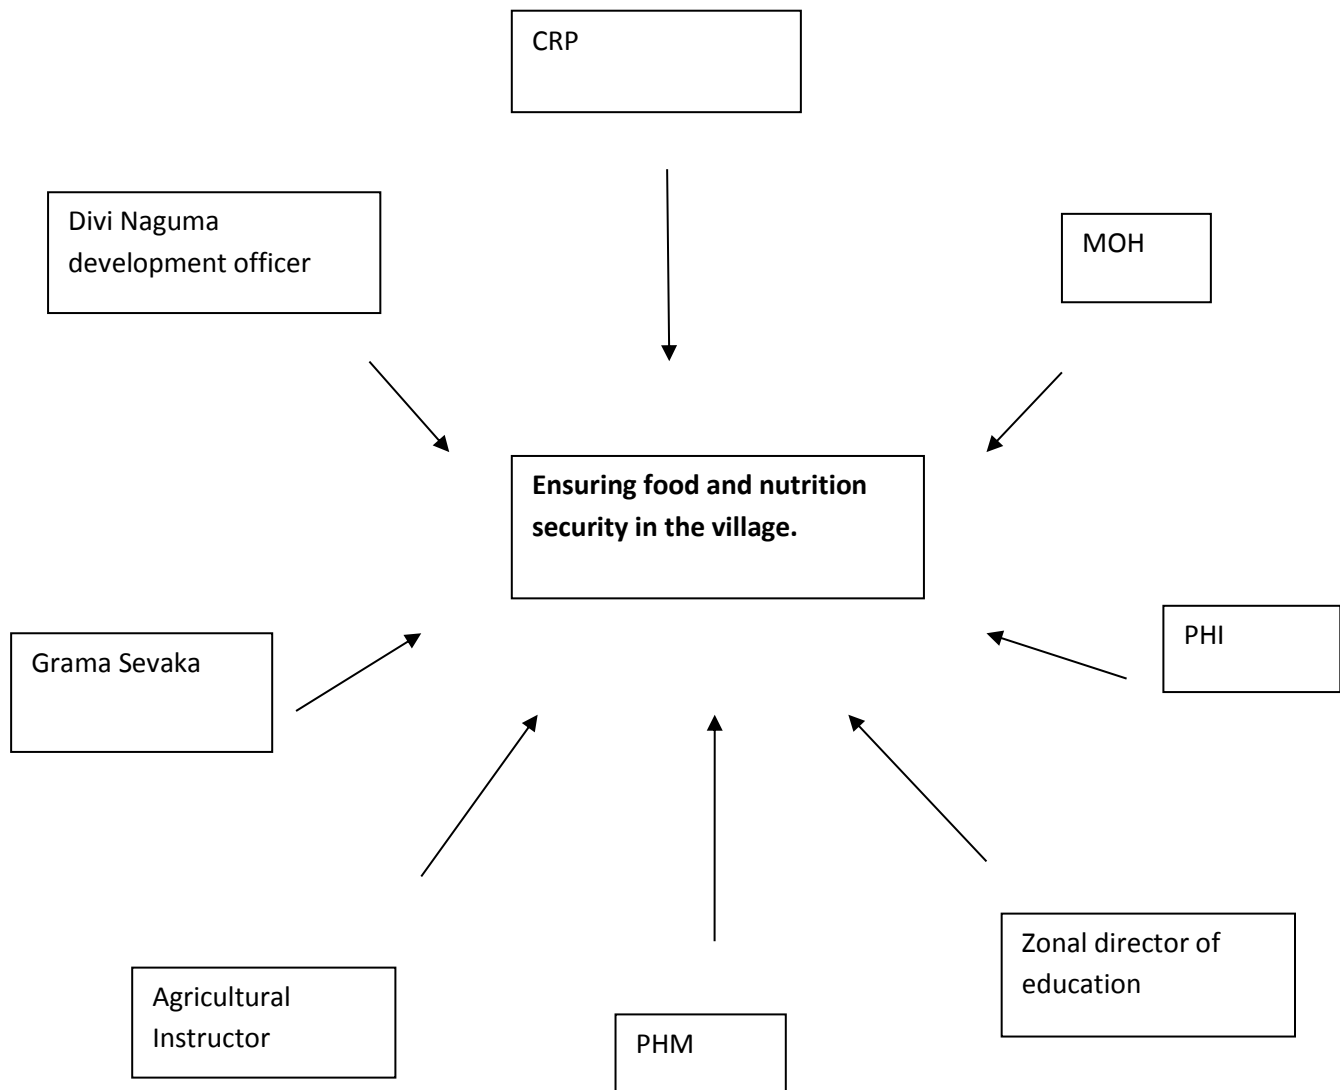 CRP
Divi Naguma
development officer
MOH
Ensuring food and nutrition
security in the village.
Grama Sevaka
PHI
Agricultural
Instructor
PHM
Zonal director of
education